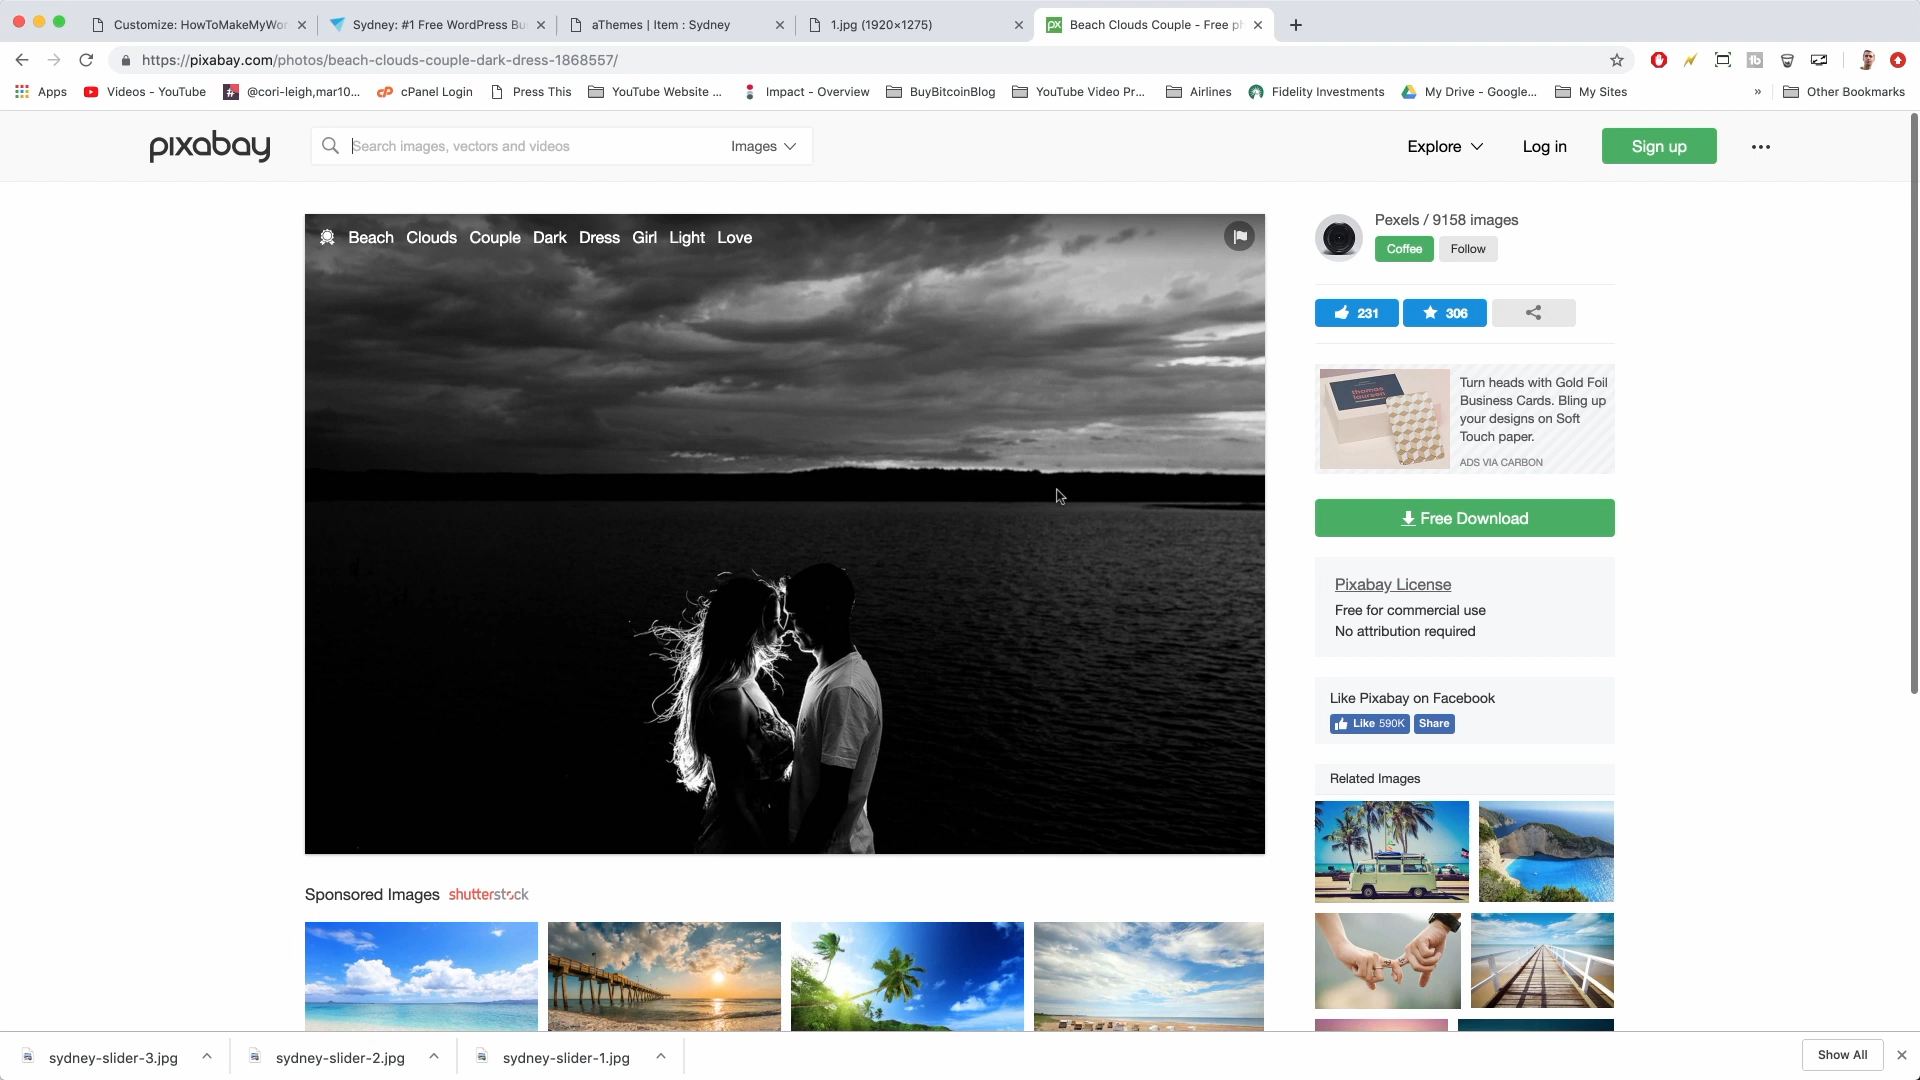 Customize: HowToMakeMyWor
Sydney: #1 Free WordPress Bu
aThemes | Item : Sydney
1.jpg (1920×1275)
Beach Clouds Couple - Free ph
https://pixabay.com/photos/beach-clouds-couple-dark-dress-1868557/
Apps
Videos - YouTube
@cori-leigh,mar10...
cPanel Login
Press This
YouTube Website ...
Impact - Overview
BuyBitcoinBlog
YouTube Video Pr...
Airlines
Fidelity Investments
My Drive - Google...
My Sites
»
Other Bookmarks
pixabay
Search images, vectors and videos
Images
Explore
Log in
Sign up
Beach Clouds Couple Dark Dress Girl Light Love
Pexels / 9158 images
Coffee
Follow
231
306
thomas
laursen
Turn heads with Gold Foil
Business Cards. Bling up
your designs on Soft
Touch paper.
ADS VIA CARBON
Free Download
Pixabay License
Free for commercial use
No attribution required
Like Pixabay on Facebook
Like 590K
Share
Related Images
Sponsored Images shutterstock
sydney-slider-3.jpg
sydney-slider-2.jpg
sydney-slider-1.jpg
Show All